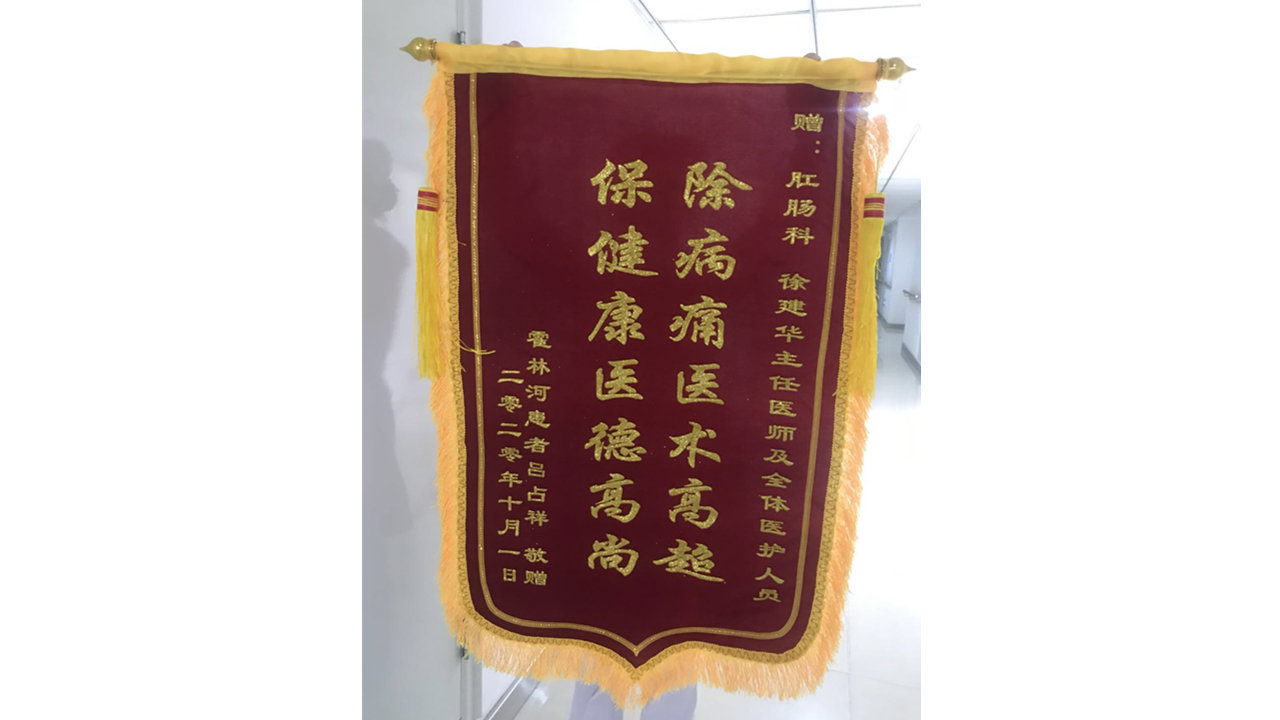 赠：肛肠科 徐建华主任医师及全体医护人员
除病痛医术高超
保健康医德高尚
霍林河患者吕占祥 敬赠
二零二零年十月一日